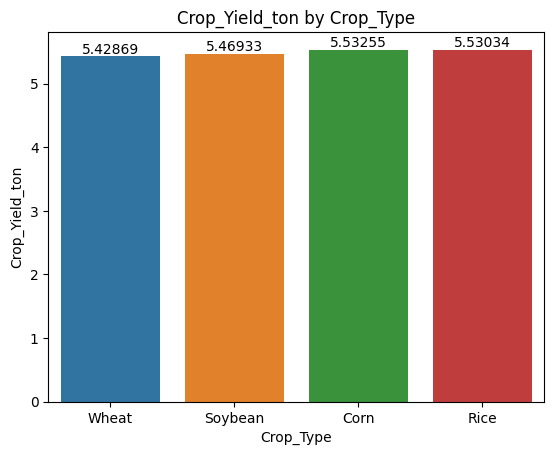 Crop_Yield_ton by Crop_Type
5.42869
5.46933
5.53255
5.53034
Crop_Yield_ton
5
4
3
2
1
0
Wheat
Soybean
Corn
Rice
Crop_Type